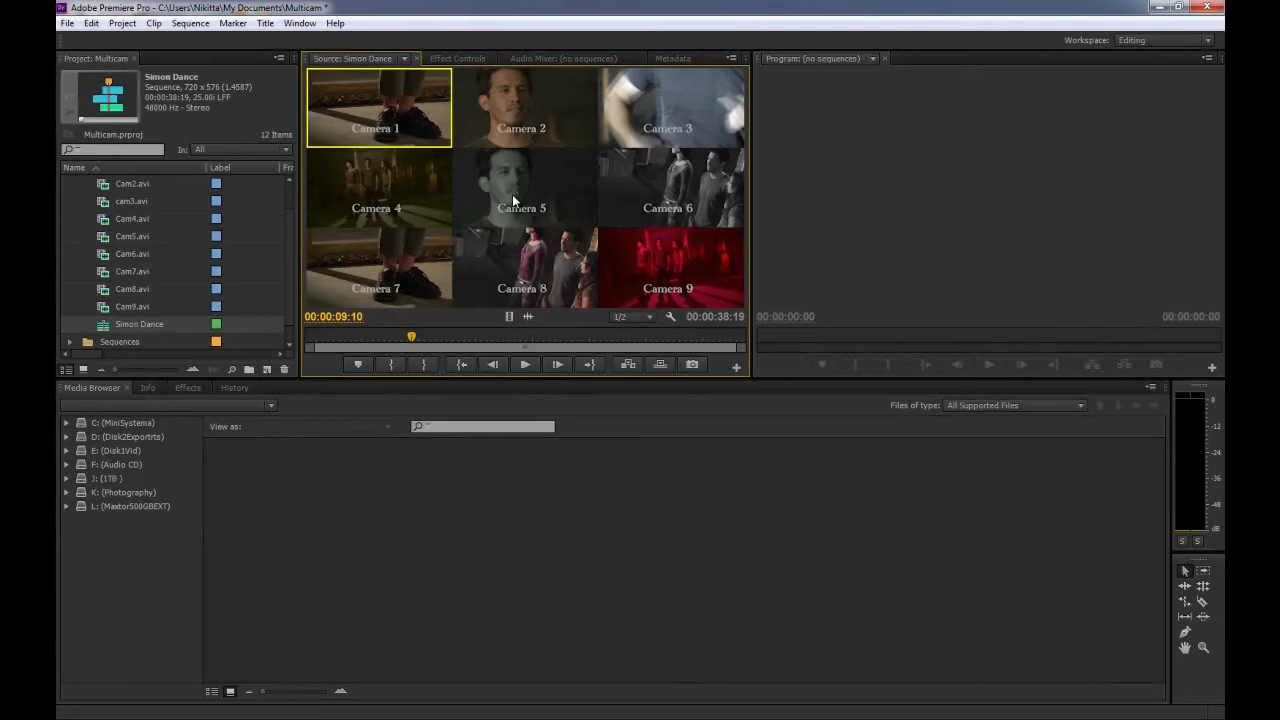 Adobe Premiere Pro - C:\Users\Nikitta\My Documents\Multicam *
File Edit Project Clip Sequence Marker Title Window Help
Workspace: Editing
Project: Multicam
Source: Simon Dance
Effect Controls
Audio Mixer: (no sequences)
Metadata
Program: (no sequences)
Simon Dance
Sequence, 720 x 576 (1.4587)
00:00:38:19, 25.00i LFF
48000 Hz - Stereo
Multicam.prproj
12 Items
In: All
Name Label Fra
Cam2.avi
cam3.avi
Cam4.avi
Cam5.avi
Cam6.avi
Cam7.avi
Cam8.avi
Cam9.avi
Simon Dance
Sequences
Camera 1 Camera 2 Camera 3
Camera 4 Camera 5 Camera 6
Camera 7 Camera 8 Camera 9
00:00:09:10 1/2 00:00:38:19
00:00:00:00 00:00:00:00
Media Browser Info Effects History
Files of type: All Supported Files
View as:
C: (MiniSystema)
D: (Disk2Exportrts)
E: (Disk1Vid)
F: (Audio CD)
J: (1TB )
K: (Photography)
L: (Maxtor500GBEXT)
0
-12
-24
-36
-48
dB
S S